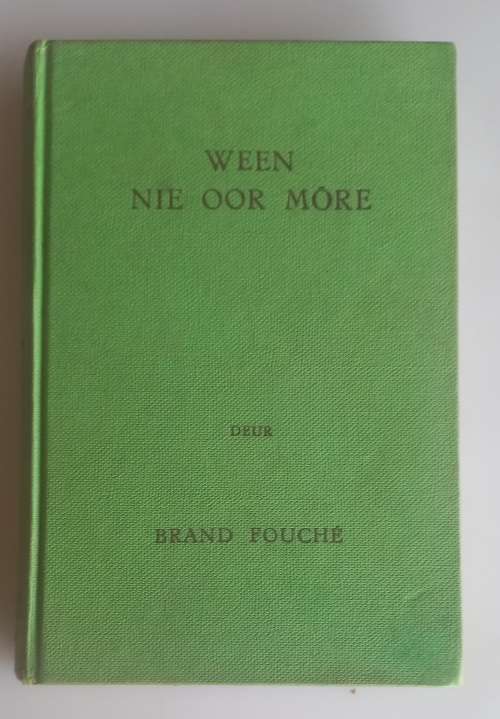 WEEN
NIE OOR MÔRE
DEUR
BRAND FOUCHÉ